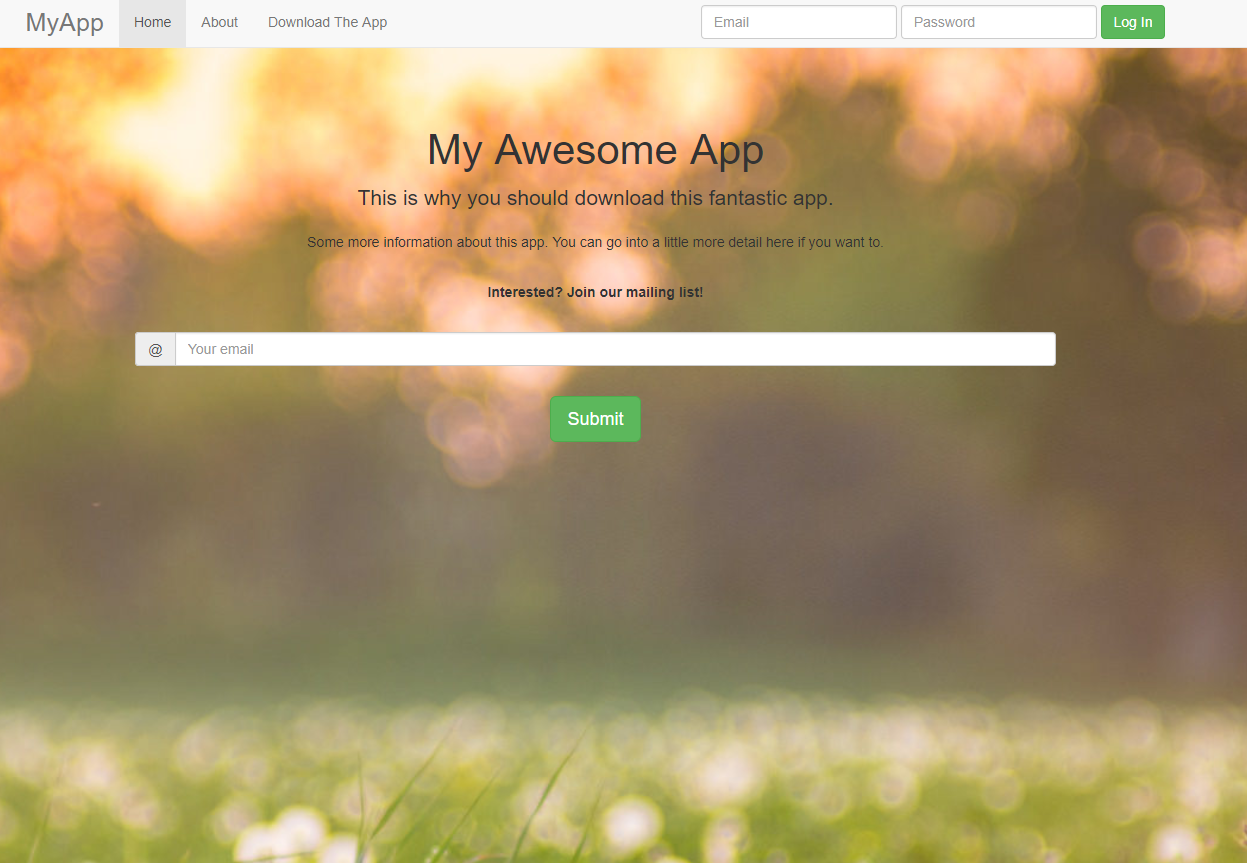 MyApp Home About Download The App Email Password Log In
My Awesome App
This is why you should download this fantastic app.
Some more information about this app. You can go into a little more detail here if you want to.
Interested? Join our mailing list!
@ Your email
Submit